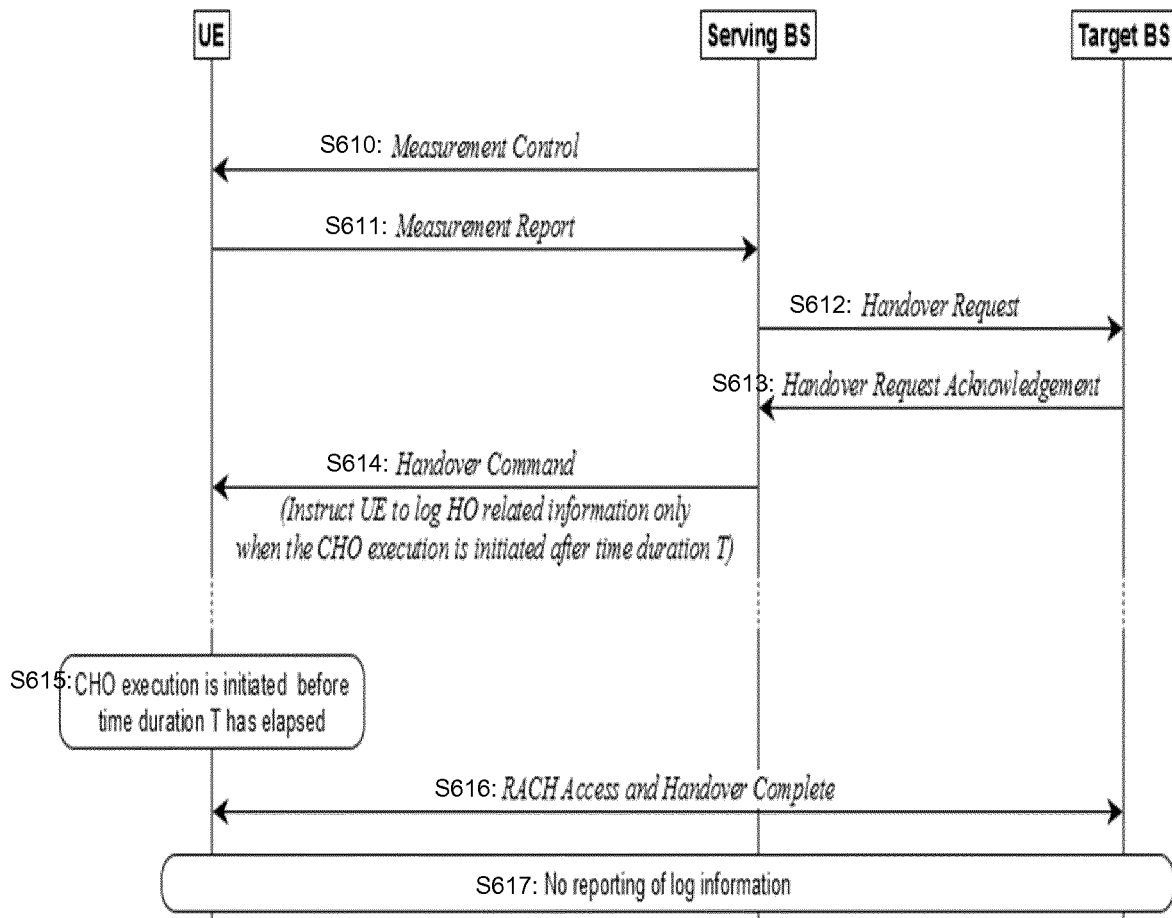 UE
Serving BS
Target BS
S610: Measurement Control
S611: Measurement Report
S612: Handover Request
S613: Handover Request Acknowledgement
S614: Handover Command
(Instruct UE to log HO related information only
when the CHO execution is initiated after time duration T)
S615: CHO execution is initiated before
time duration T has elapsed
S616: RACH Access and Handover Complete
S617: No reporting of log information